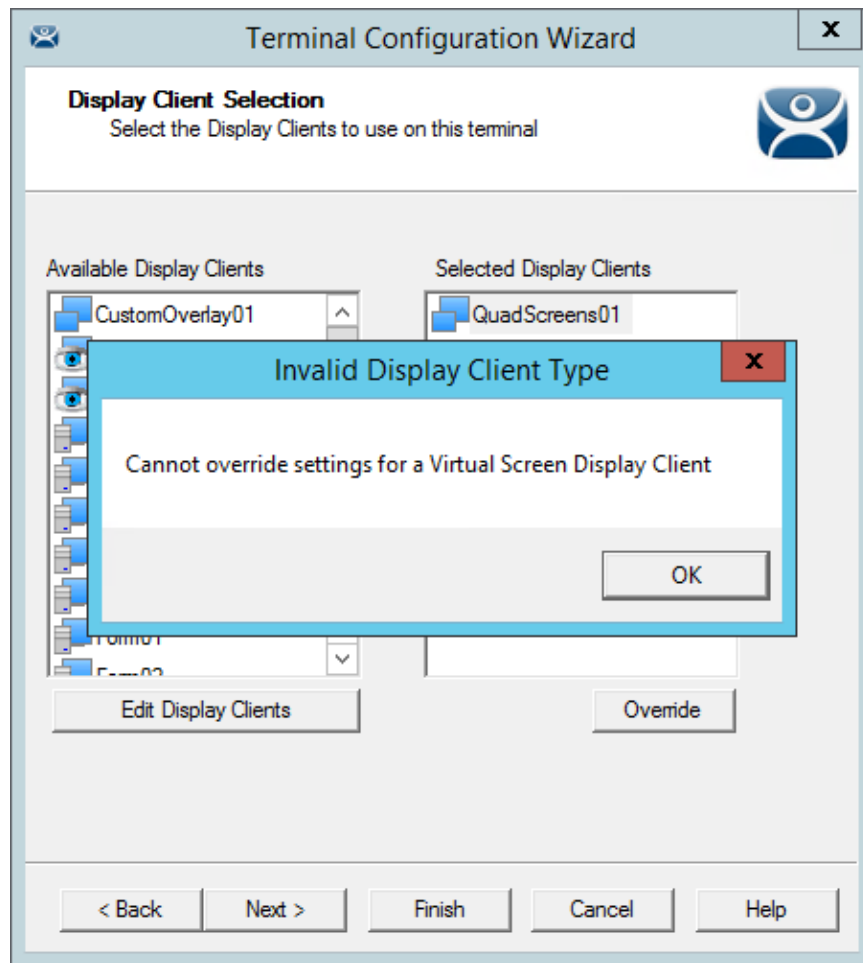 Terminal Configuration Wizard
x
Display Client Selection
Select the Display Clients to use on this terminal
Available Display Clients
Selected Display Clients
CustomOverlay01
QuadScreens01
Invalid Display Client Type
x
Cannot override settings for a Virtual Screen Display Client
OK
Form01
Form02
Edit Display Clients
Override
< Back
Next >
Finish
Cancel
Help